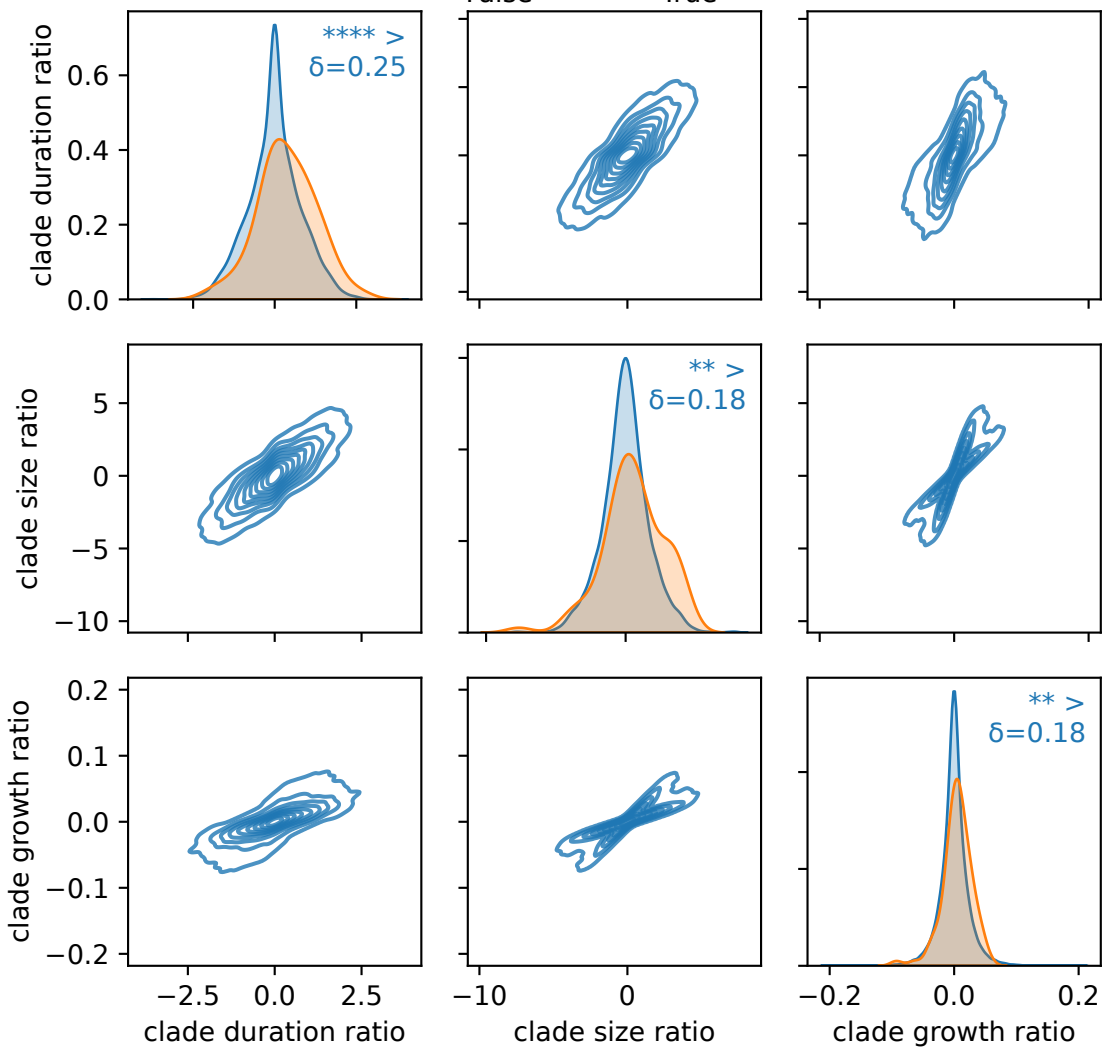 clade duration ratio
0.6
0.4
0.2
0.0
**** >
δ=0.25
clade size ratio
5
0
−5
−10
** >
δ=0.18
clade growth ratio
0.2
0.1
0.0
−0.1
−0.2
** >
δ=0.18
−2.5 0.0 2.5
−10 0
−0.2 0.0 0.2
clade duration ratio
clade size ratio
clade growth ratio